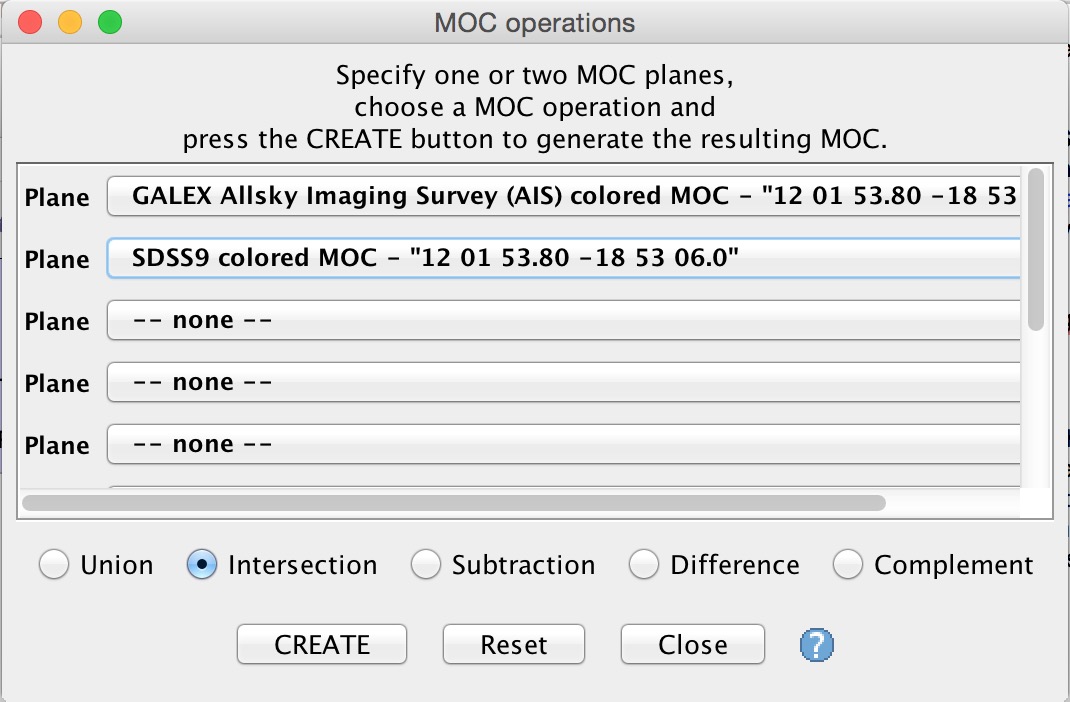 MOC operations
Specify one or two MOC planes,
choose a MOC operation and
press the CREATE button to generate the resulting MOC.
Plane GALEX Allsky Imaging Survey (AIS) colored MOC - "12 01 53.80 -18 53
Plane SDSS9 colored MOC - "12 01 53.80 -18 53 06.0"
Plane -- none --
Plane -- none --
Plane -- none --
Union Intersection Subtraction Difference Complement
CREATE Reset Close ?